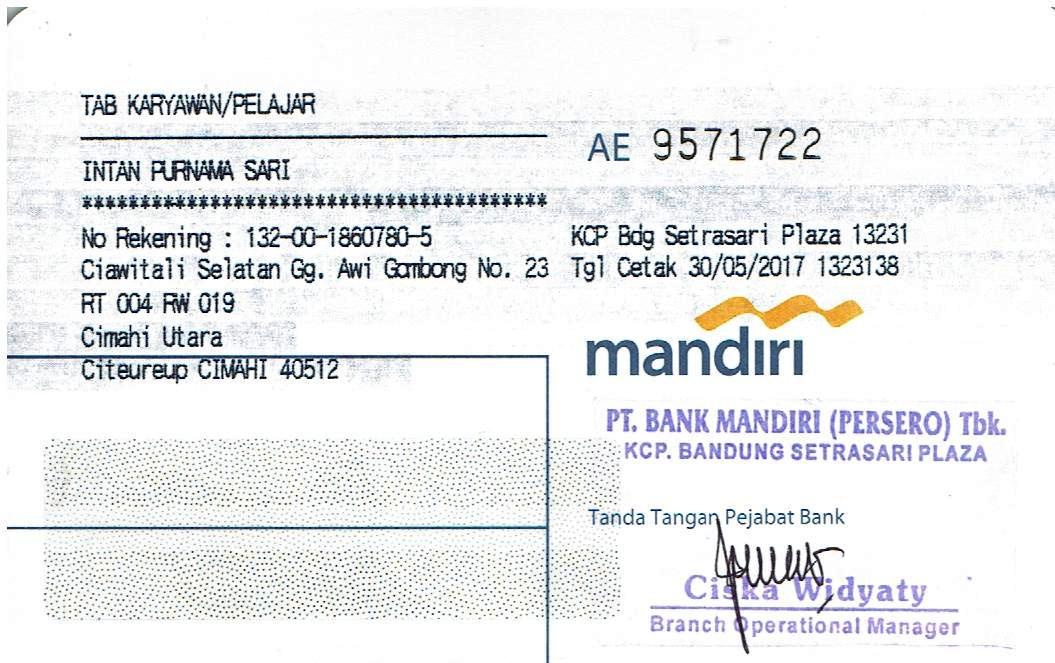 TAB KARYAWAN/PELAJAR
AE 9571722
INTAN PURNAMA SARI
****************************************
No Rekening : 132-00-1860780-5
Ciawitali Selatan Gg. Awi Gombong No. 23
RT 004 RW 019
Cimahi Utara
Citeureup CIMAHI 40512
KCP Bdg Setrasari Plaza 13231
Tgl Cetak 30/05/2017 1323138
mandiri
PT. BANK MANDIRI (PERSERO) Tbk.
KCP. BANDUNG SETRASARI PLAZA
Tanda Tangan Pejabat Bank
Ciska Widyaty
Branch Operational Manager